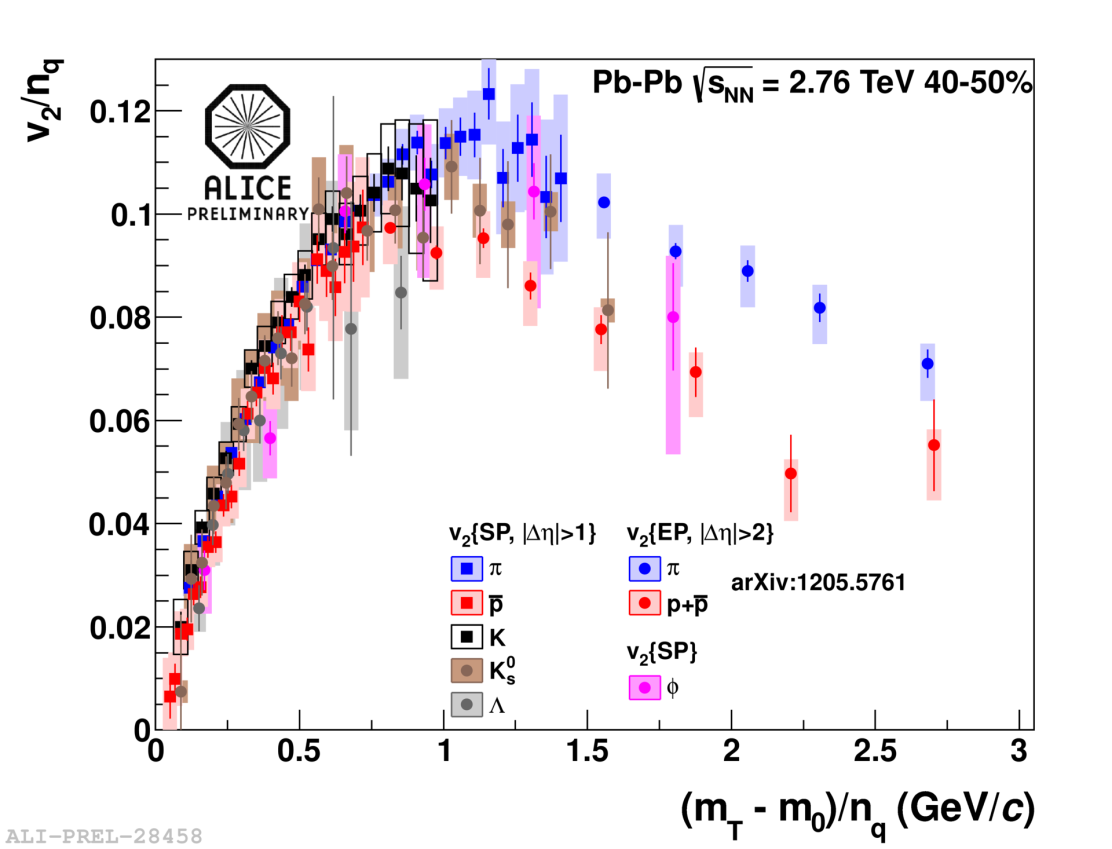 v2/nq
Pb-Pb √sNN = 2.76 TeV 40-50%
ALICE
PRELIMINARY
0.12
0.1
0.08
0.06
0.04
0.02
0
v2{SP, |Δη|>1}
π
p̅
K
K0s
Λ
v2{EP, |Δη|>2}
π
p+p̅
arXiv:1205.5761
v2{SP}
ϕ
0 0.5 1 1.5 2 2.5 3
(mT - m0)/nq (GeV/c)
ALI-PREL-28458